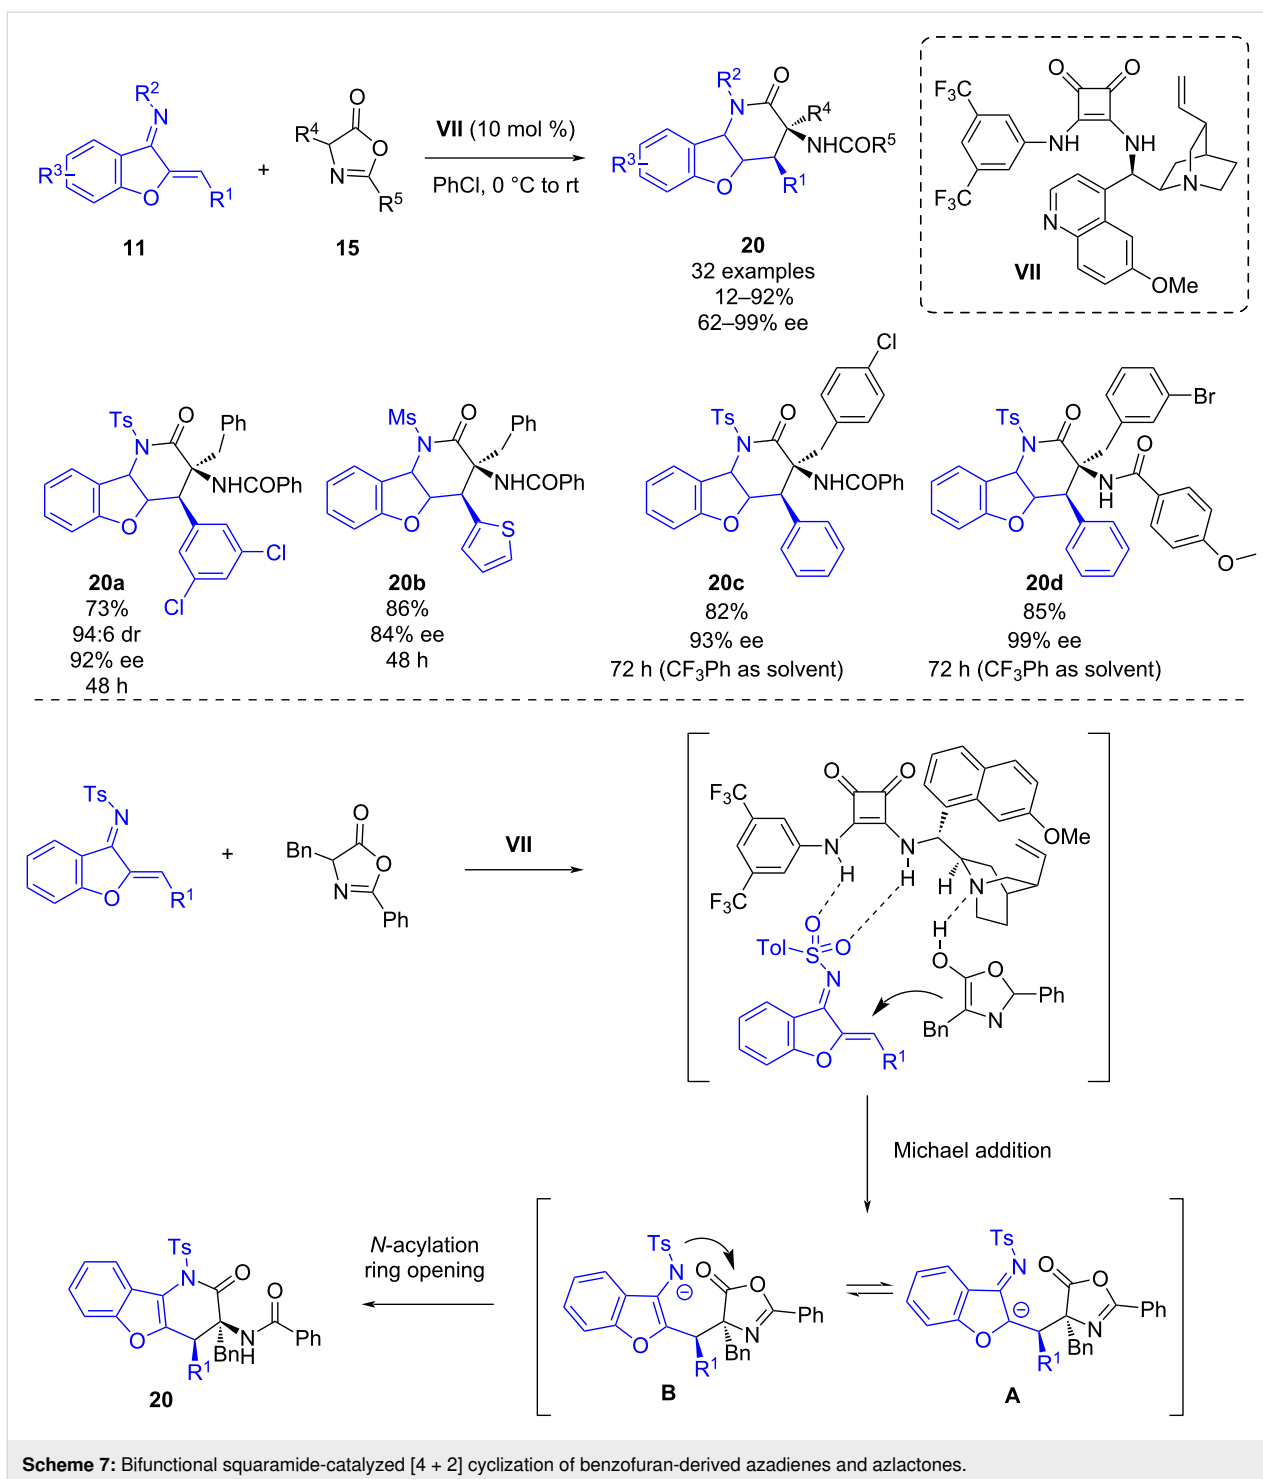 R²
N
R³
O
R¹
11
+
O
R⁴
O
N
R⁵
15
VII (10 mol %)
PhCl, 0 °C to rt
R²
O
N
R⁴
NHCOR⁵
R³
O
R¹
20
32 examples
12–92%
62–99% ee
O O
F₃C
NH NH
F₃C
N
N
VII
OMe
Ts
O
N
Ph
NHCOPh
O
Cl
Cl
20a
73%
94:6 dr
92% ee
48 h
Ms
O
N
Ph
NHCOPh
O
S
20b
86%
84% ee
48 h
Cl
Ts
O
N
NHCOPh
O
20c
82%
93% ee
72 h (CF₃Ph as solvent)
Br
Ts
O
N
O
N
H
O
O
20d
85%
99% ee
72 h (CF₃Ph as solvent)
Ts
N
O
R¹
+
O
Bn
O
N
Ph
VII
O O
F₃C
OMe
N N
H H
H N
F₃C
H
O
O
Tol S O
N
O
O
Ph
N
Bn
O
R¹
Michael addition
Ts
N
⊖
O
O
Ph
N
Bn
O
R¹
B
Ts
N
O
O
⊖
Ph
N
Bn
O
R¹
A
N-acylation
ring opening
Ts
N
O
O
N
H
Ph
Bn
O
R¹
20
Scheme 7: Bifunctional squaramide-catalyzed [4 + 2] cyclization of benzofuran-derived azadienes and azlactones.